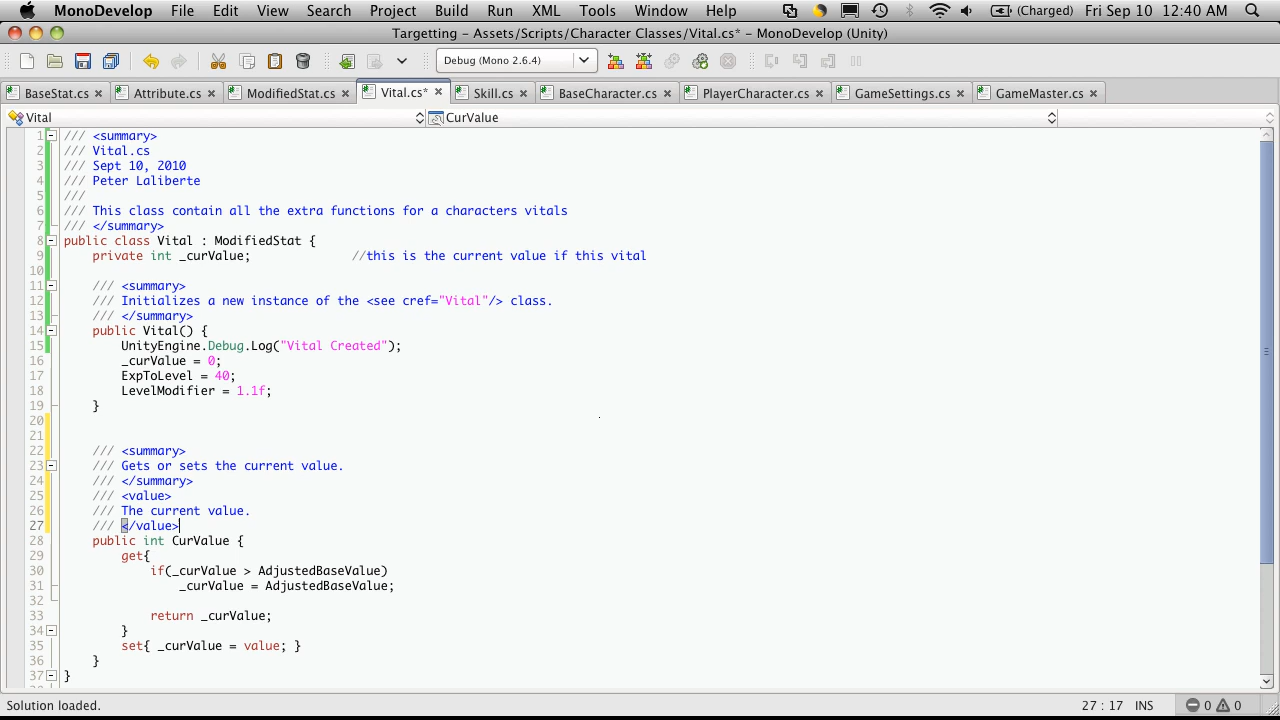 MonoDevelop File Edit View Search Project Build Run XML Tools Window Help (Charged) Fri Sep 10 12:40 AM
Targetting - Assets/Scripts/Character Classes/Vital.cs* - MonoDevelop (Unity)
Debug (Mono 2.6.4)
BaseStat.cs Attribute.cs ModifiedStat.cs Vital.cs* Skill.cs BaseCharacter.cs PlayerCharacter.cs GameSettings.cs GameMaster.cs
Vital CurValue
1 /// <summary>
2 /// Vital.cs
3 /// Sept 10, 2010
4 /// Peter Laliberte
5 ///
6 /// This class contain all the extra functions for a characters vitals
7 /// </summary>
8 public class Vital : ModifiedStat {
9 private int _curValue; //this is the current value if this vital
10
11 /// <summary>
12 /// Initializes a new instance of the <see cref="Vital"/> class.
13 /// </summary>
14 public Vital() {
15 UnityEngine.Debug.Log("Vital Created");
16 _curValue = 0;
17 ExpToLevel = 40;
18 LevelModifier = 1.1f;
19 }
20
21
22 /// <summary>
23 /// Gets or sets the current value.
24 /// </summary>
25 /// <value>
26 /// The current value.
27 /// </value>
28 public int CurValue {
29 get{
30 if(_curValue > AdjustedBaseValue)
31 _curValue = AdjustedBaseValue;
32
33 return _curValue;
34 }
35 set{ _curValue = value; }
36 }
37 }
Solution loaded. 27 : 17 INS 0 0